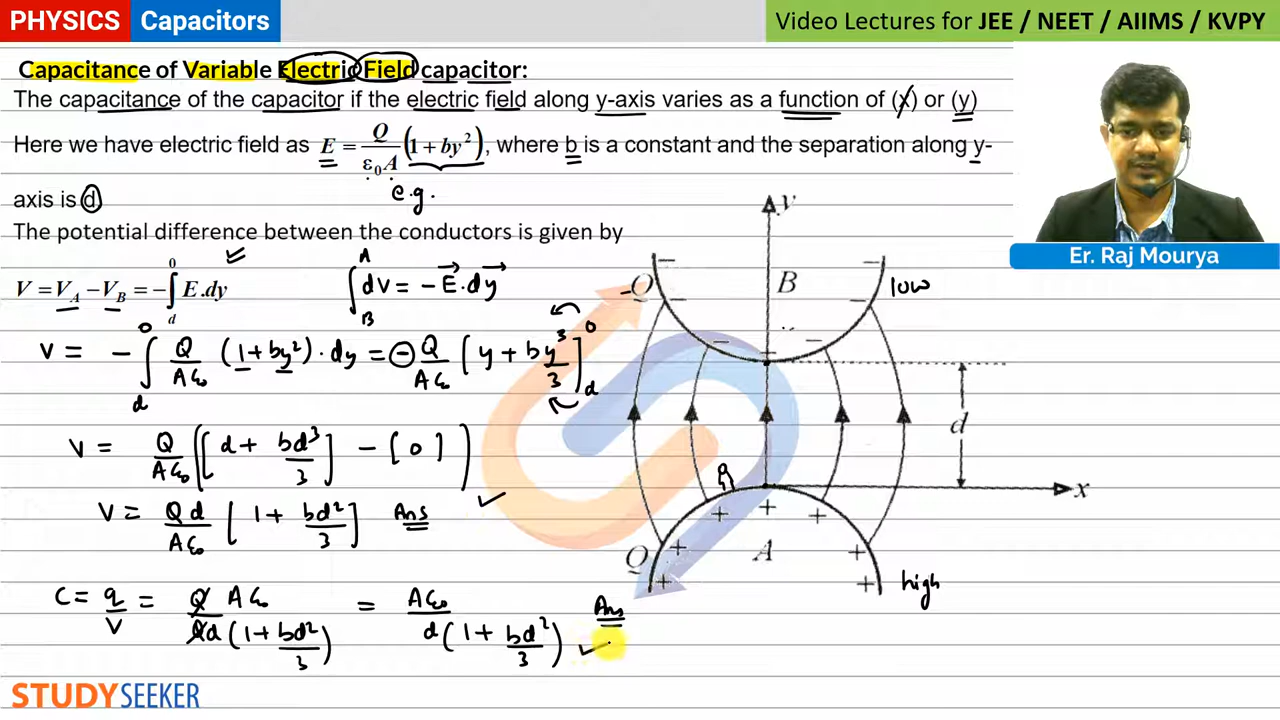 PHYSICS Capacitors
Video Lectures for JEE / NEET / AIIMS / KVPY
Capacitance of Variable Electric Field capacitor:
The capacitance of the capacitor if the electric field along y-axis varies as a function of (x) or (y)
Here we have electric field as E = Q/ε₀A (1 + by²), where b is a constant and the separation along y-
axis is d
e.g.
The potential difference between the conductors is given by
V = V_A − V_B = −∫_d^0 E.dy
∫_B^A dV = − E⃗ · dy⃗
V = − ∫_d^0 Q/Aε₀ (1 + by²) · dy = − Q/Aε₀ [y + by³/3]_d^0
V = Q/Aε₀ ([d + bd³/3] − [0])
V = Qd/Aε₀ [1 + bd²/3] Ans
C = q/V = Q Aε₀ / Qd (1 + bd²/3) = Aε₀ / d (1 + bd²/3) Ans
Er. Raj Mourya
y
-Q
B
low
d
x
Q
A
high
STUDYSEEKER